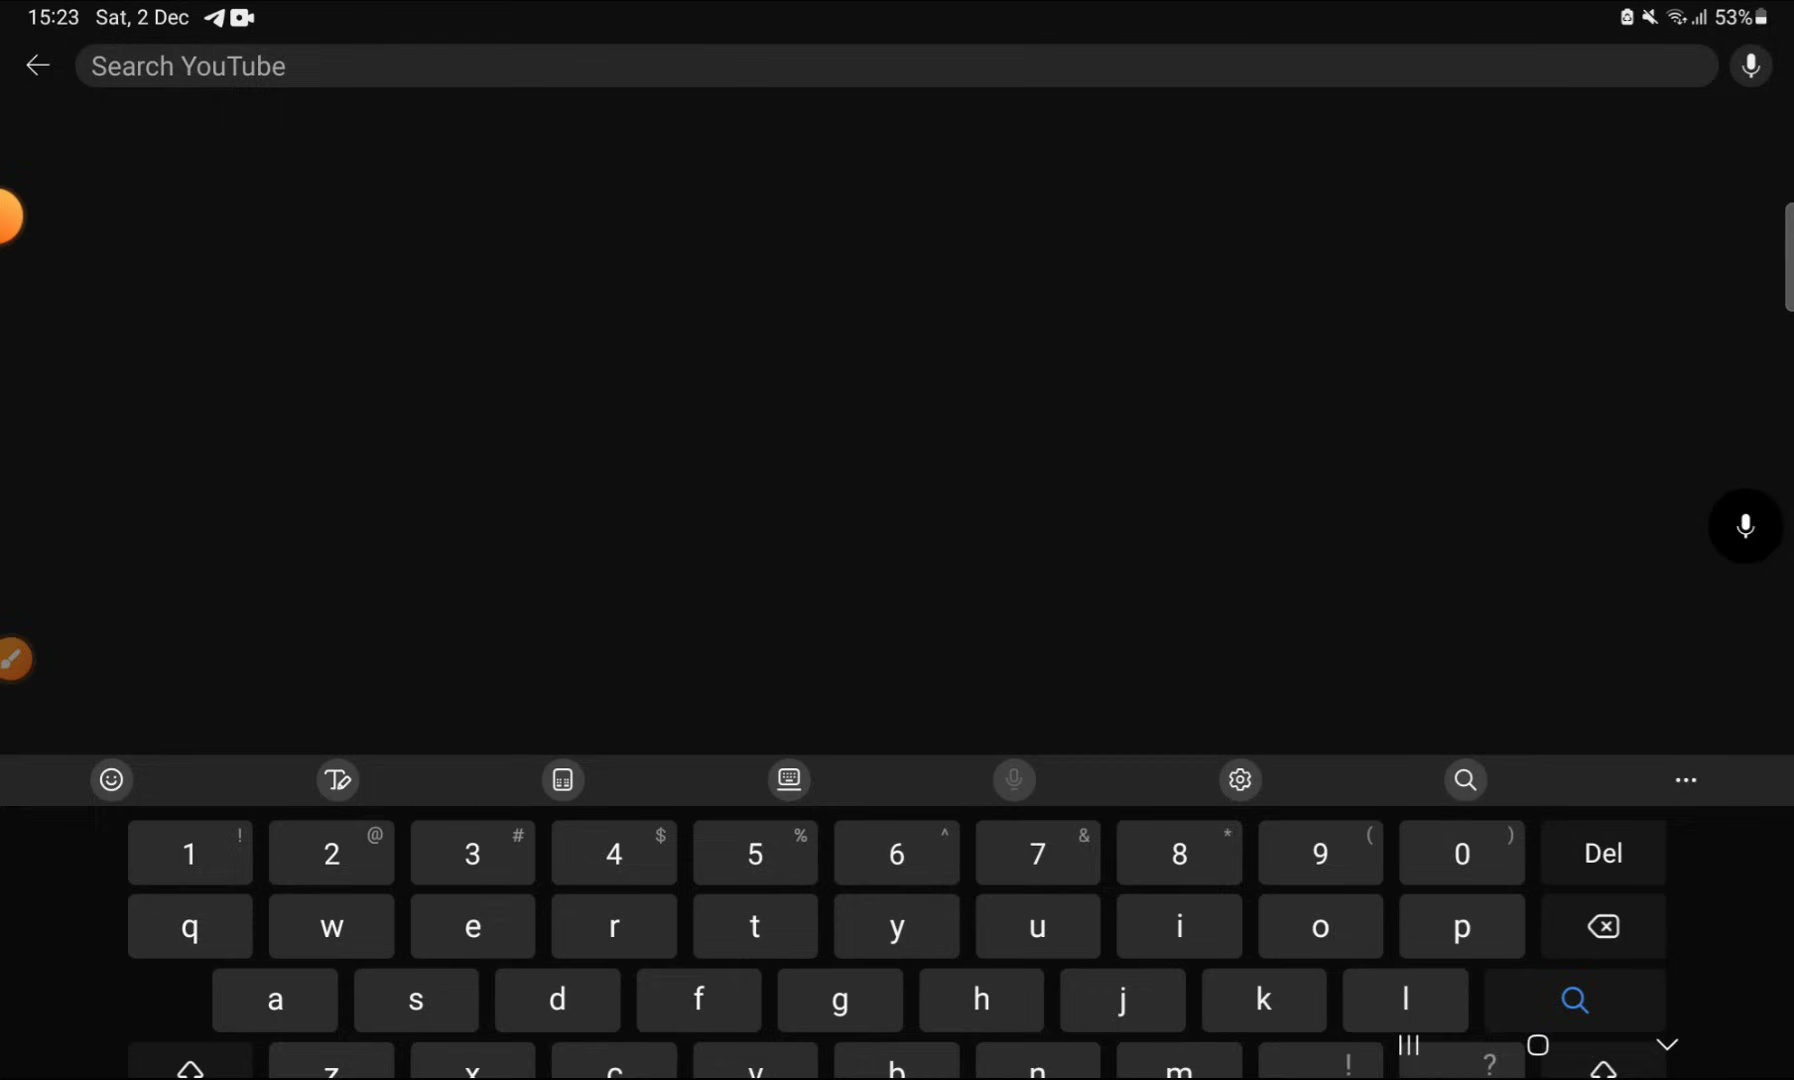 15:23 Sat, 2 Dec 53%
Search YouTube
1 ! 2 @ 3 # 4 $ 5 % 6 ^ 7 & 8 * 9 ( 0 ) Del
q w e r t y u i o p
a s d f g h j k l
z x c v b n m ! ?